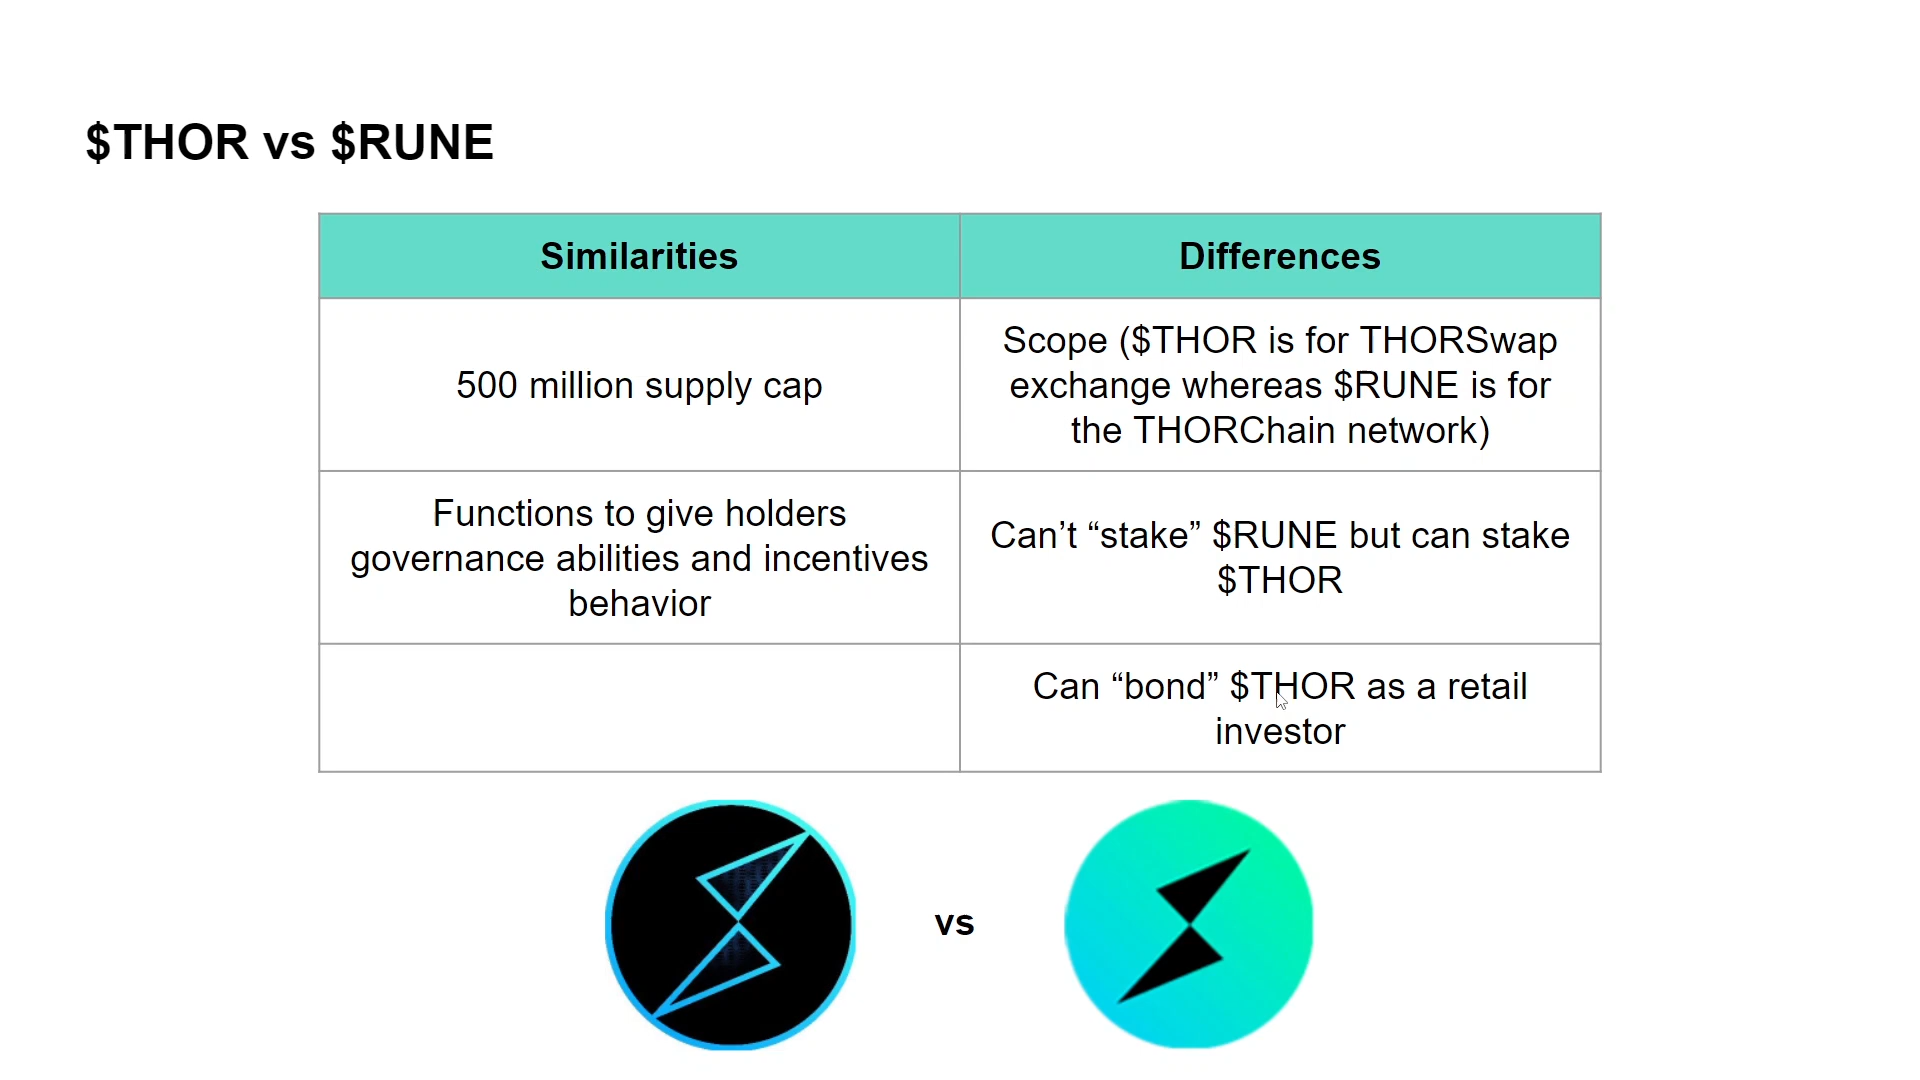 $THOR vs $RUNE
Similarities
Differences
500 million supply cap
Scope ($THOR is for THORSwap
exchange whereas $RUNE is for
the THORChain network)
Functions to give holders
governance abilities and incentives
behavior
Can’t “stake” $RUNE but can stake
$THOR
Can “bond” $THOR as a retail
investor
vs